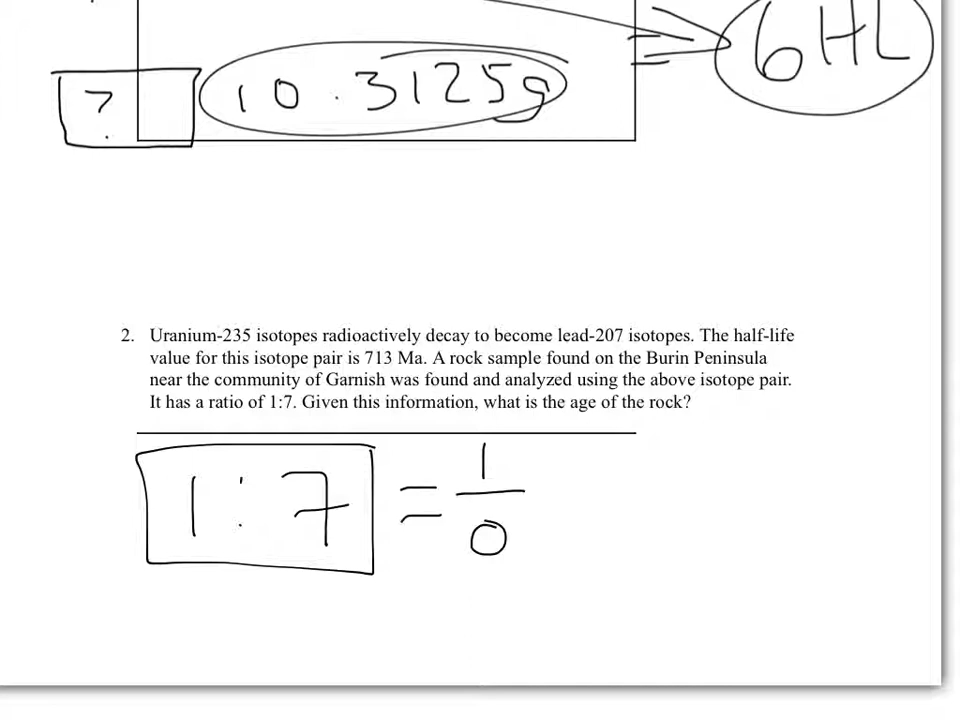 6HL
? 10.3125g
2. Uranium-235 isotopes radioactively decay to become lead-207 isotopes. The half-life
value for this isotope pair is 713 Ma. A rock sample found on the Burin Peninsula
near the community of Garnish was found and analyzed using the above isotope pair.
It has a ratio of 1:7. Given this information, what is the age of the rock?
1:7 = 1
0